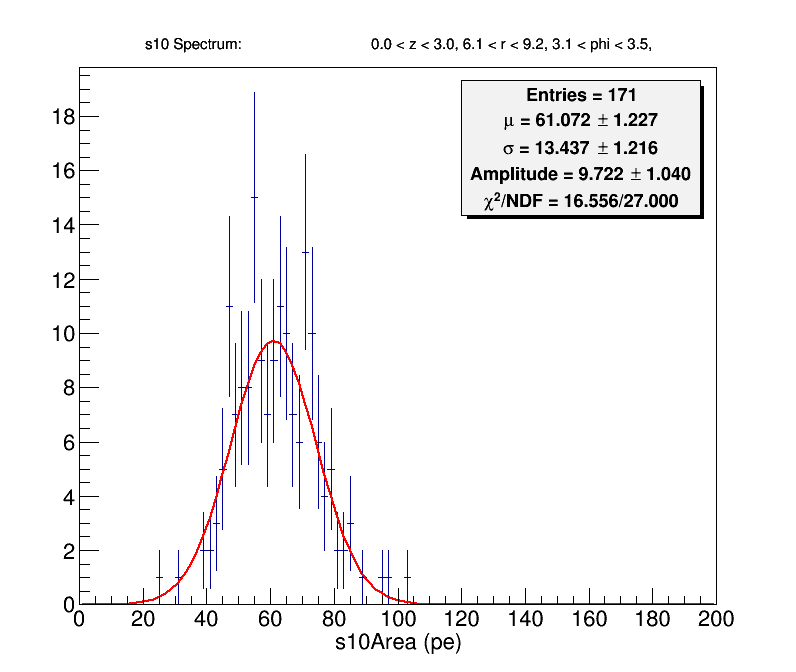 s10 Spectrum: 0.0 < z < 3.0, 6.1 < r < 9.2, 3.1 < phi < 3.5,
Entries = 171
μ = 61.072 ± 1.227
σ = 13.437 ± 1.216
Amplitude = 9.722 ± 1.040
χ²/NDF = 16.556/27.000
18
16
14
12
10
8
6
4
2
0
0 20 40 60 80 100 120 140 160 180 200
s10Area (pe)